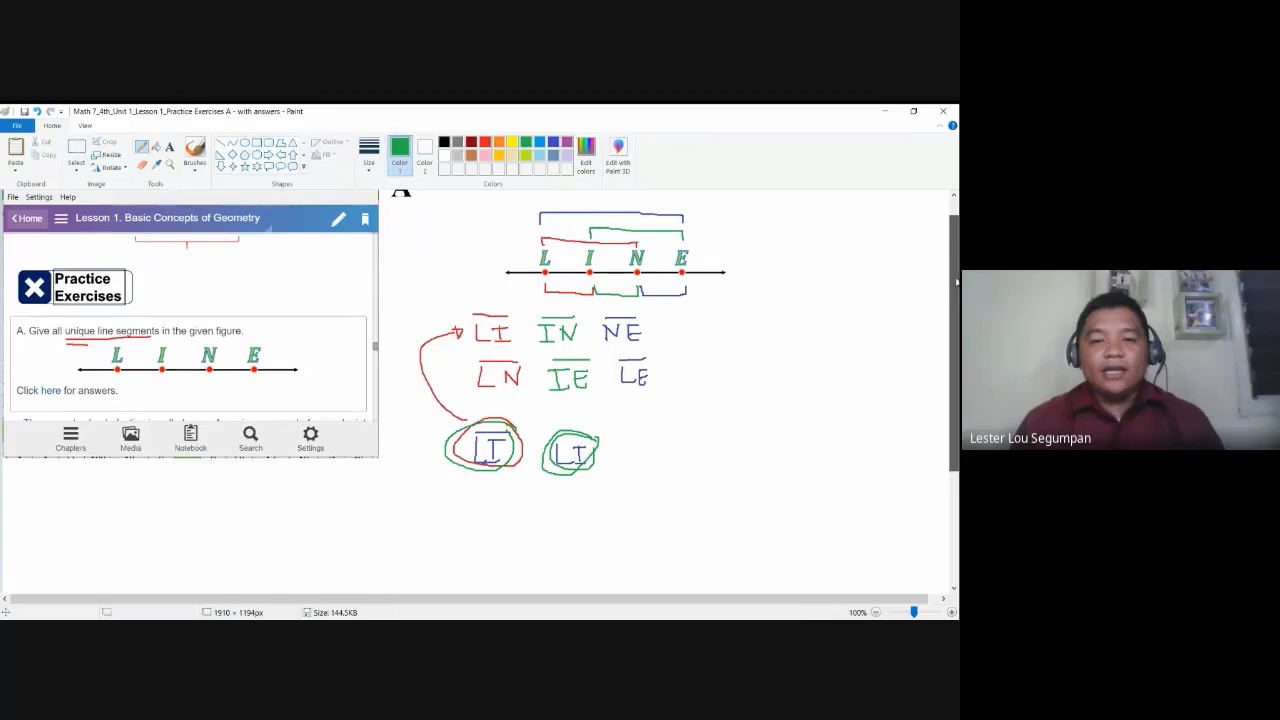 Math 7_4th_Unit 1_Lesson 1_Practice Exercises A - with answers - Paint
File Home View
Paste Cut Copy Clipboard
Select Crop Resize Rotate Image
Tools
Brushes
Outline Fill Shapes
Size
Color 1 Color 2 Colors
Edit colors
Edit with Paint 3D
File Settings Help
Home Lesson 1. Basic Concepts of Geometry
Practice
Exercises
A. Give all unique line segments in the given figure.
L I N E
Click here for answers.
Chapters Media Notebook Search Settings
A
L I N E
LI IN NE
LN IE LE
LI LI
1910 × 1194px Size: 144.5KB 100%
Lester Lou Segumpan